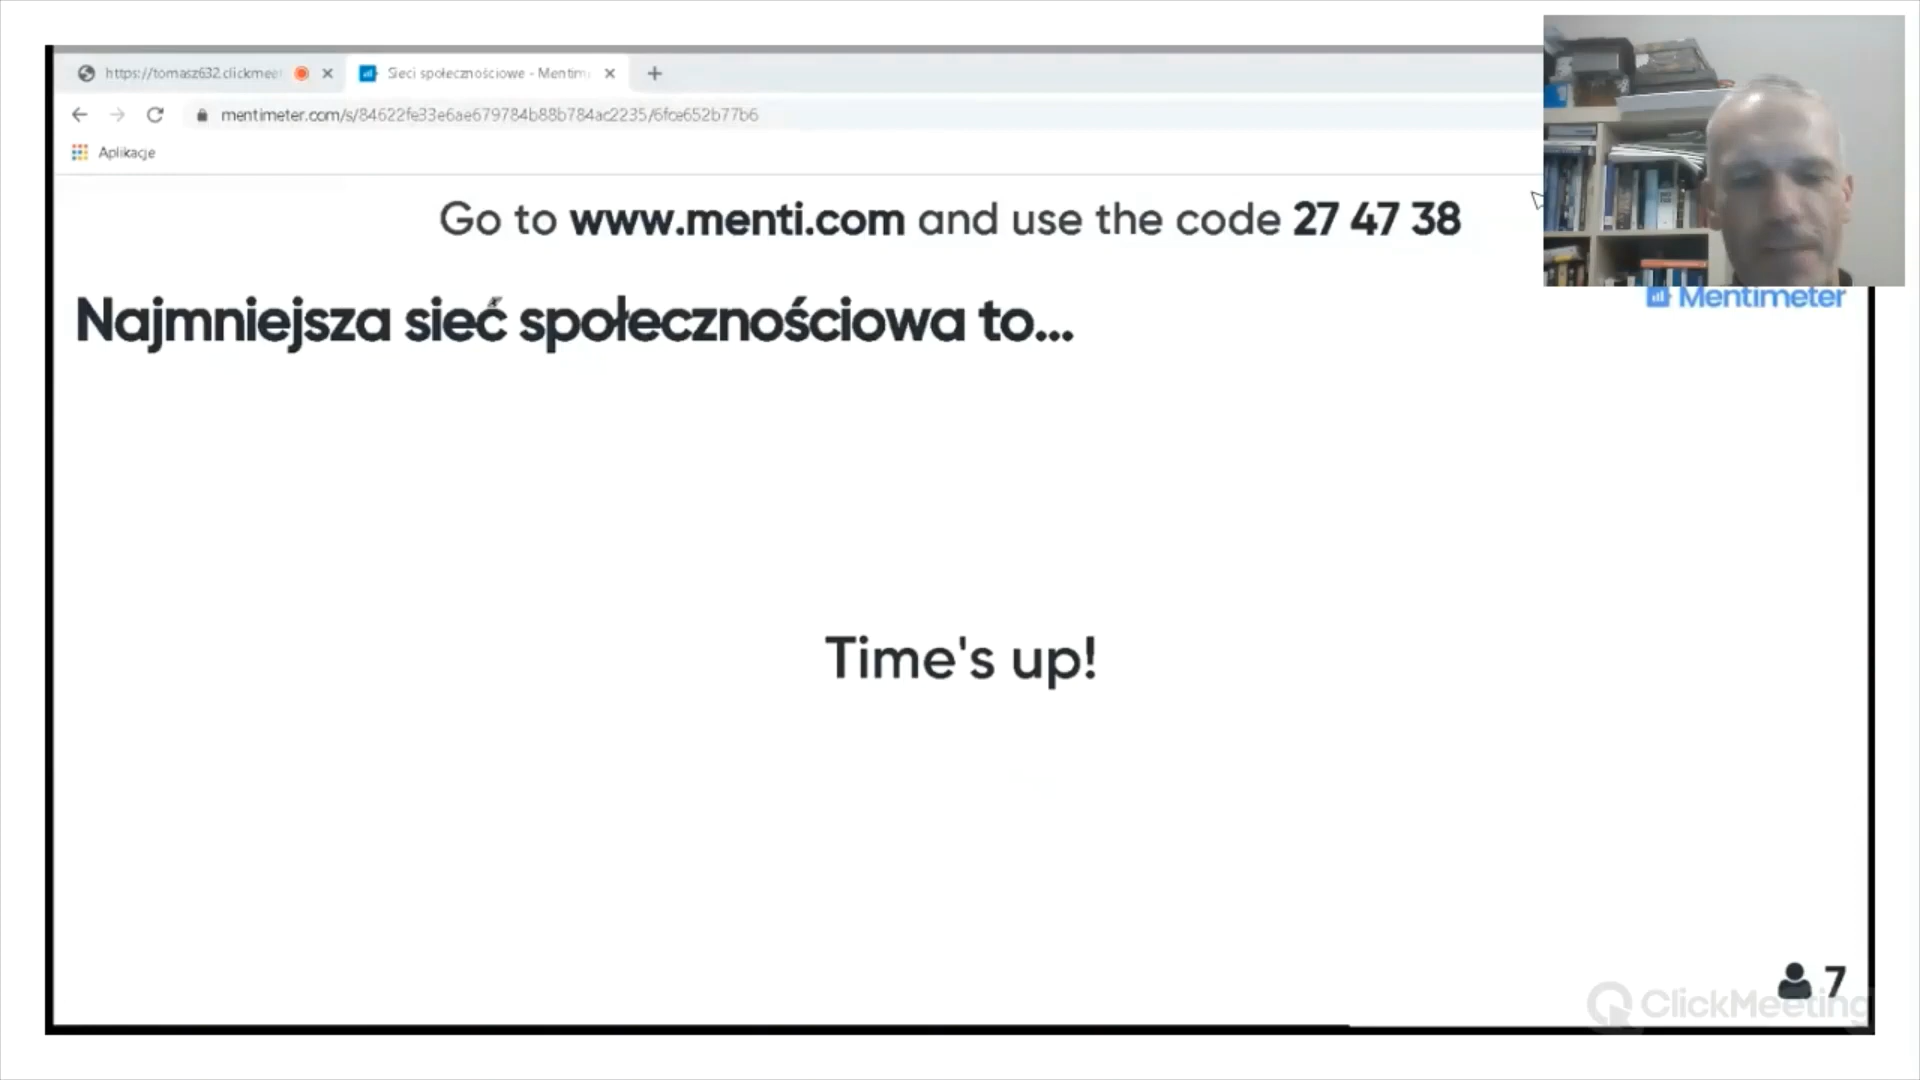 https://tomasz632.clickmee
Sieci społecznościowe - Mentim
mentimeter.com/s/84622fe33e6ae679784b88b784ac2235/6fce652b77b6
Aplikacje
Go to www.menti.com and use the code 27 47 38
Mentimeter
Najmniejsza sieć społecznościowa to...
Time's up!
7
ClickMeeting